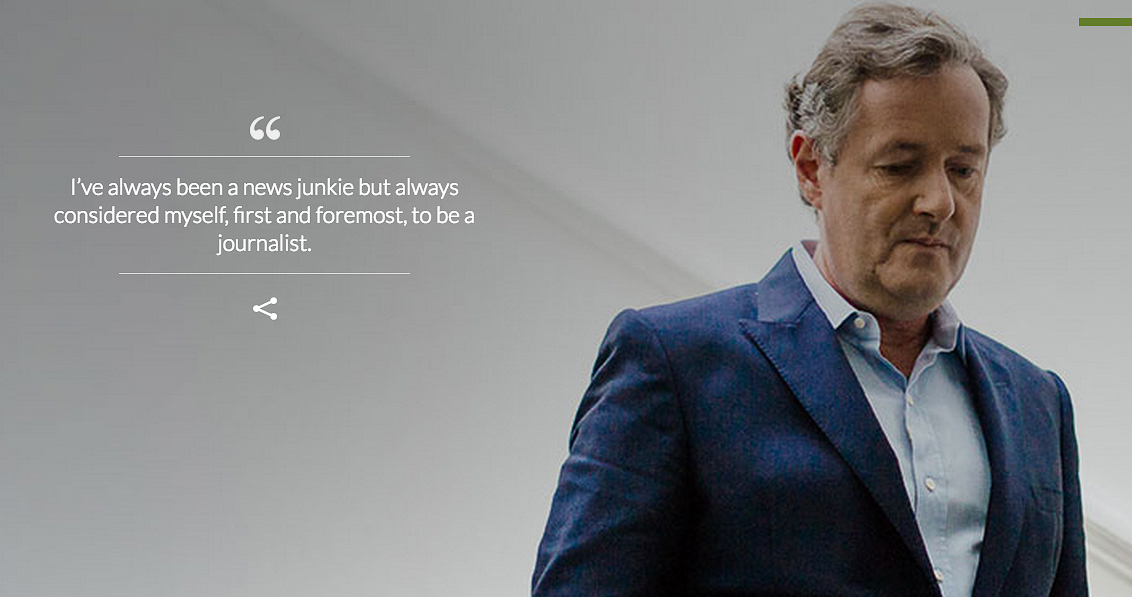 “
I’ve always been a news junkie but always
considered myself, first and foremost, to be a
journalist.